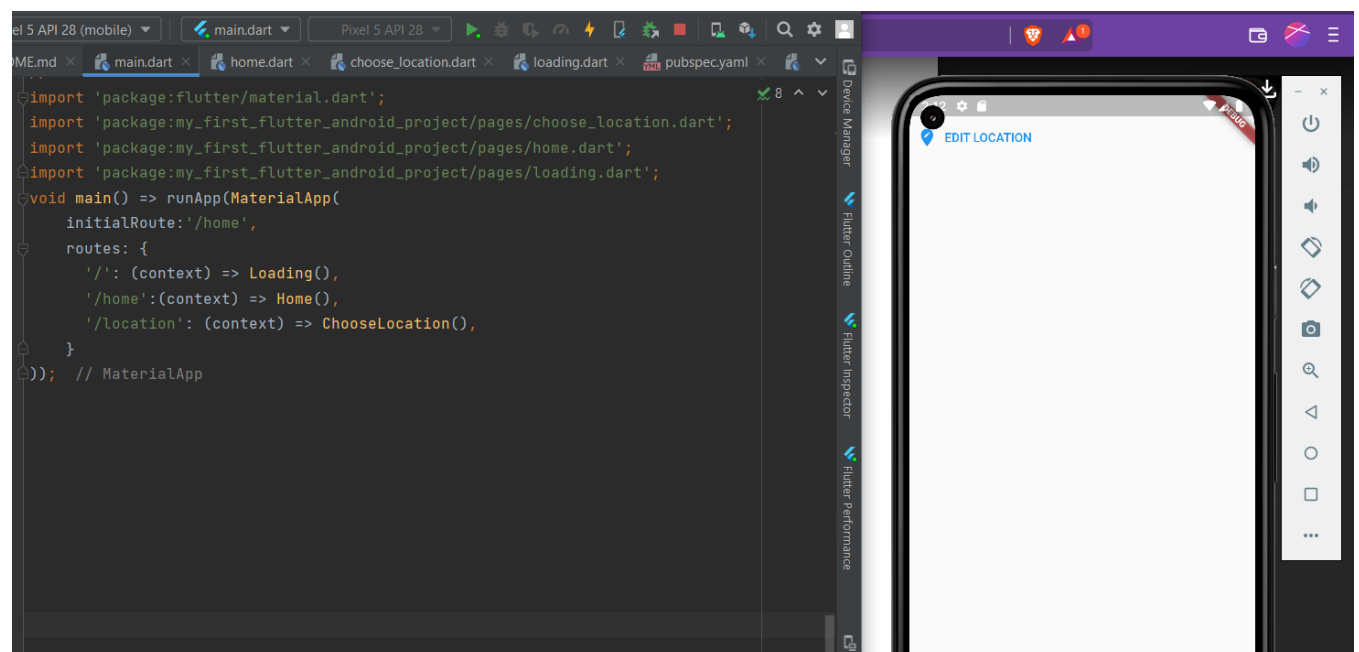 el 5 API 28 (mobile) main.dart Pixel 5 API 28
ME.md main.dart home.dart choose_location.dart loading.dart pubspec.yaml
import 'package:flutter/material.dart';
8
import 'package:my_first_flutter_android_project/pages/choose_location.dart';
import 'package:my_first_flutter_android_project/pages/home.dart';
import 'package:my_first_flutter_android_project/pages/loading.dart';
void main() => runApp(MaterialApp(
initialRoute:'/home',
routes: {
'/': (context) => Loading(),
'/home':(context) => Home(),
'/location': (context) => ChooseLocation(),
}
)); // MaterialApp
Device Manager
Flutter Outline
Flutter Inspector
Flutter Performance
1
2:12
DEBUG
EDIT LOCATION